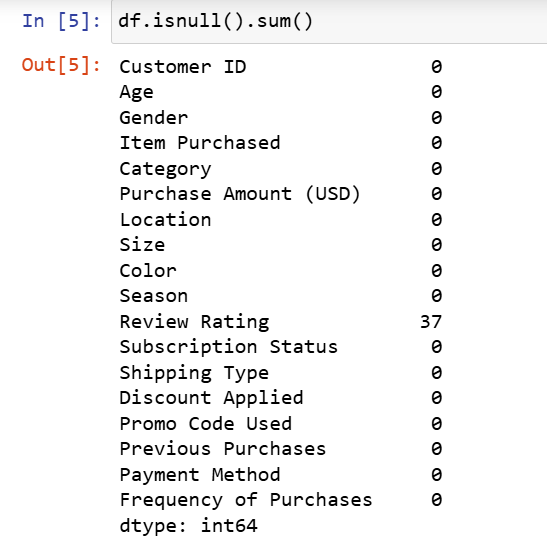 In [5]: df.isnull().sum()
Out[5]: Customer ID 0
Age 0
Gender 0
Item Purchased 0
Category 0
Purchase Amount (USD) 0
Location 0
Size 0
Color 0
Season 0
Review Rating 37
Subscription Status 0
Shipping Type 0
Discount Applied 0
Promo Code Used 0
Previous Purchases 0
Payment Method 0
Frequency of Purchases 0
dtype: int64